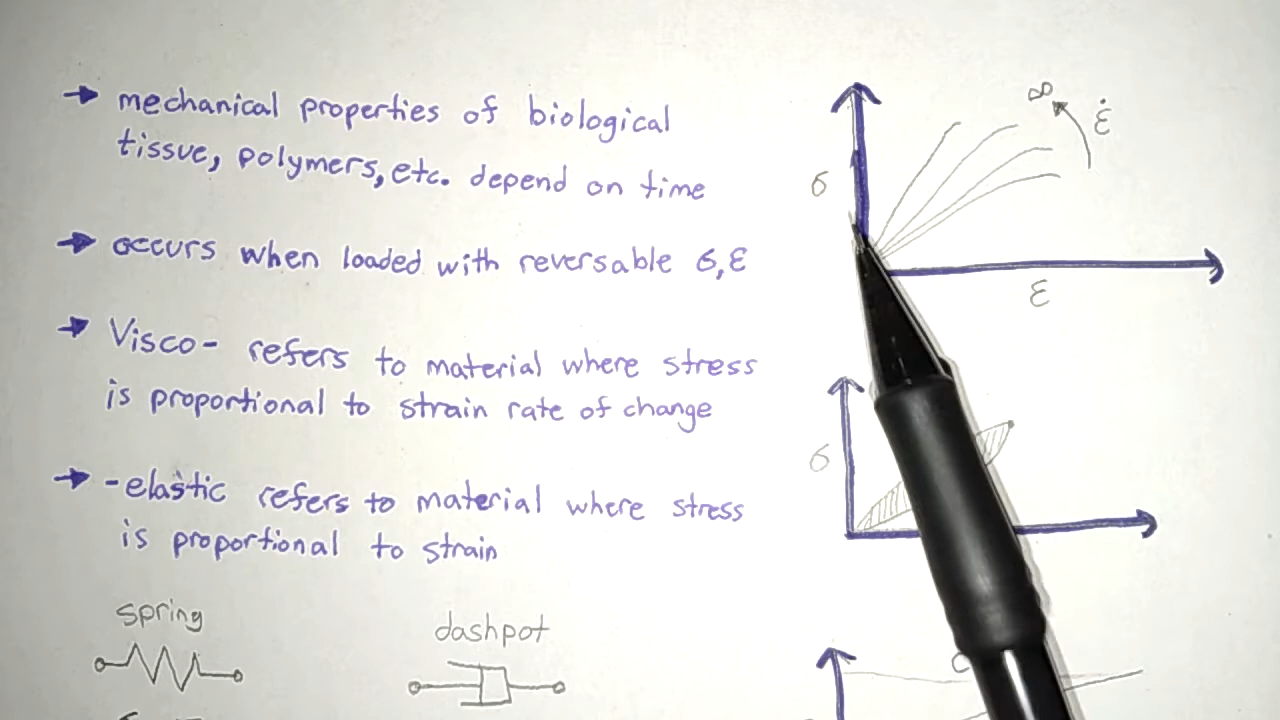 → mechanical properties of biological
tissue, polymers, etc. depend on time
→ occurs when loaded with reversable σ, ε
→ Visco- refers to material where stress
is proportional to strain rate of change
→ -elastic refers to material where stress
is proportional to strain
spring
dashpot
∞
ε̇
σ
ε
σ